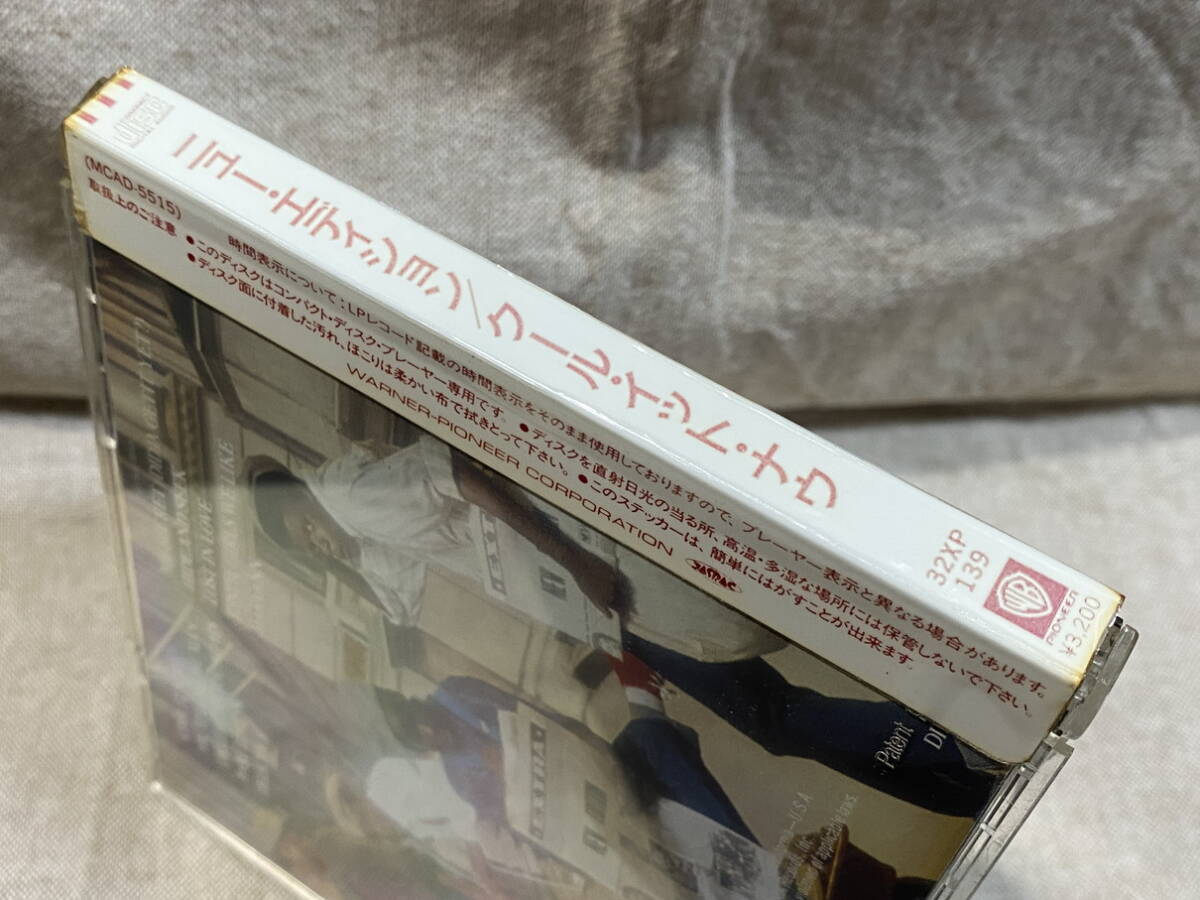 ニュー・エディション/クール・イット・ナウ
32XP
139
WB
PIONEER
¥3,200
(MCAD-5515)
取扱上のご注意
時間表示について:LPレコード記載の時間表示をそのまま使用しておりますので、プレーヤー表示と異なる場合があります。
●このディスクはコンパクト・ディスク・プレーヤー専用です。 ●ディスクを直射日光の当る所、高温・多湿な場所には保管しないで下さい。
●ディスク面に付着した汚れ、ほこりは柔かい布で拭きとって下さい。 ●このステッカーは、簡単にはがすことが出来ます。
WARNER-PIONEER CORPORATION
JASRAC
EXTRA
EXTRA
Patent
U.S.A
of applicable laws.